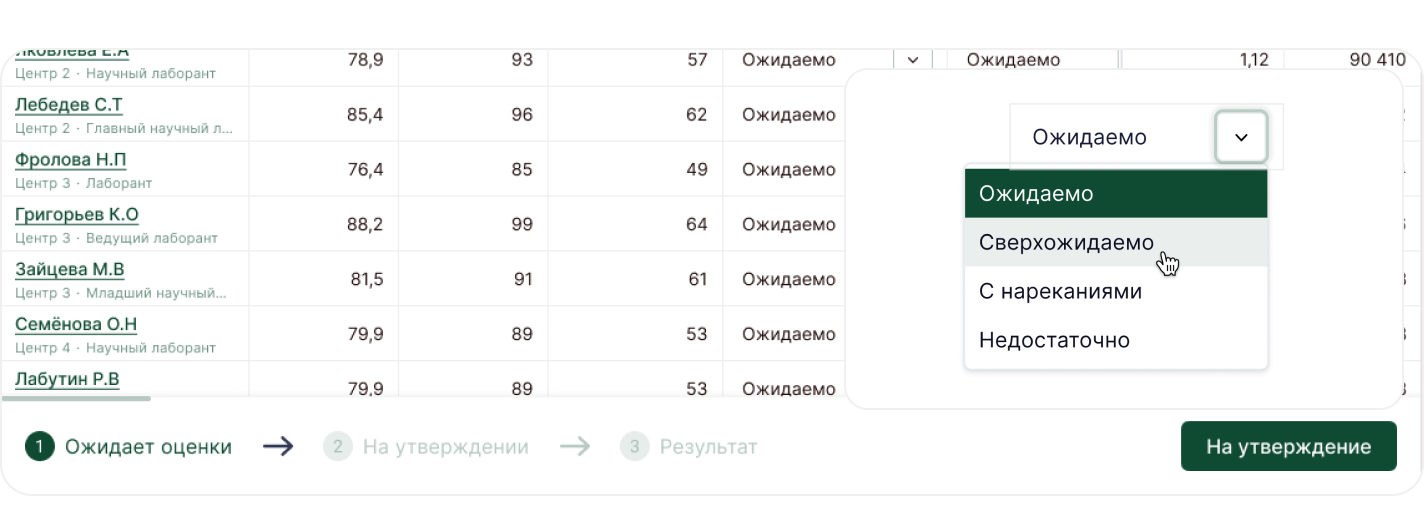 Яковлева Е.А 78,9 93 57 Ожидаемо Ожидаемо 1,12 90 410
Центр 2 · Научный лаборант
Лебедев С.Т 85,4 96 62 Ожидаемо
Центр 2 · Главный научный л...
Фролова Н.П 76,4 85 49 Ожидаемо
Центр 3 · Лаборант
Григорьев К.О 88,2 99 64 Ожидаемо
Центр 3 · Ведущий лаборант
Зайцева М.В 81,5 91 61 Ожидаемо
Центр 3 · Младший научный...
Семёнова О.Н 79,9 89 53 Ожидаемо
Центр 4 · Научный лаборант
Лабутин Р.В 79,9 89 53 Ожидаемо
Ожидаемо
Ожидаемо
Сверхожидаемо
С нареканиями
Недостаточно
1 Ожидает оценки → 2 На утверждении → 3 Результат
На утверждение